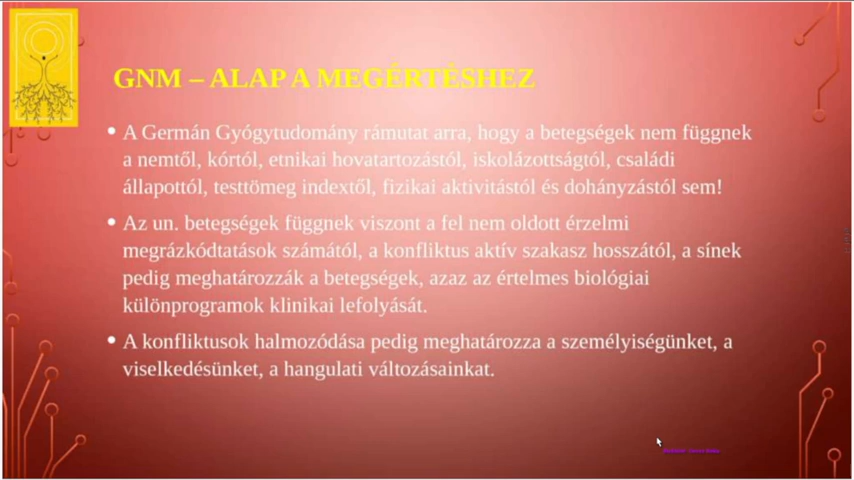 GNM – ALAP A MEGÉRTÉSHEZ
• A Germán Gyógytudomány rámutat arra, hogy a betegségek nem függnek
a nemtől, kórtól, etnikai hovatartozástól, iskolázottságtól, családi
állapottól, testtömeg indextől, fizikai aktivitástól és dohányzástól sem!
• Az un. betegségek függnek viszont a fel nem oldott érzelmi
megrázkódtatások számától, a konfliktus aktív szakasz hosszától, a sínek
pedig meghatározzák a betegségek, azaz az értelmes biológiai
különprogramok klinikai lefolyását.
• A konfliktusok halmozódása pedig meghatározza a személyiségünket, a
viselkedésünket, a hangulati változásainkat.